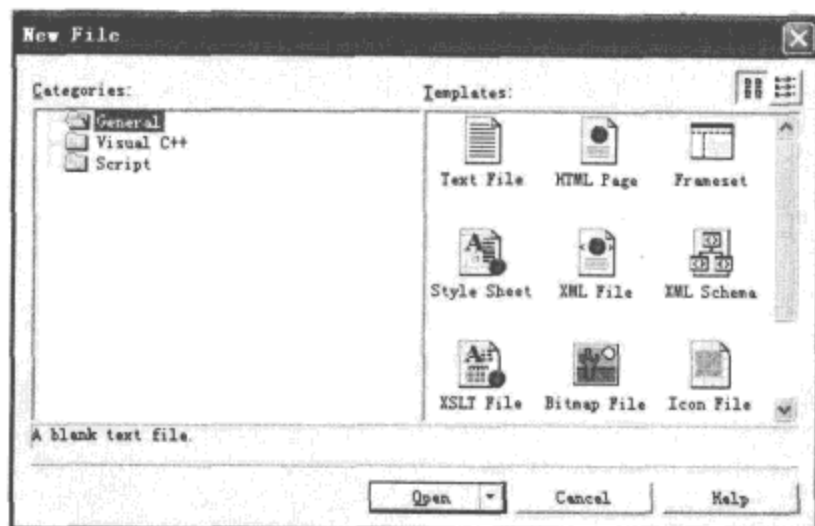 New File
Categories:
Templates:
General
Visual C++
Script
Text File
HTML Page
Frameset
Style Sheet
XML File
XML Schema
XSLT File
Bitmap File
Icon File
A blank text file.
Open
Cancel
Help